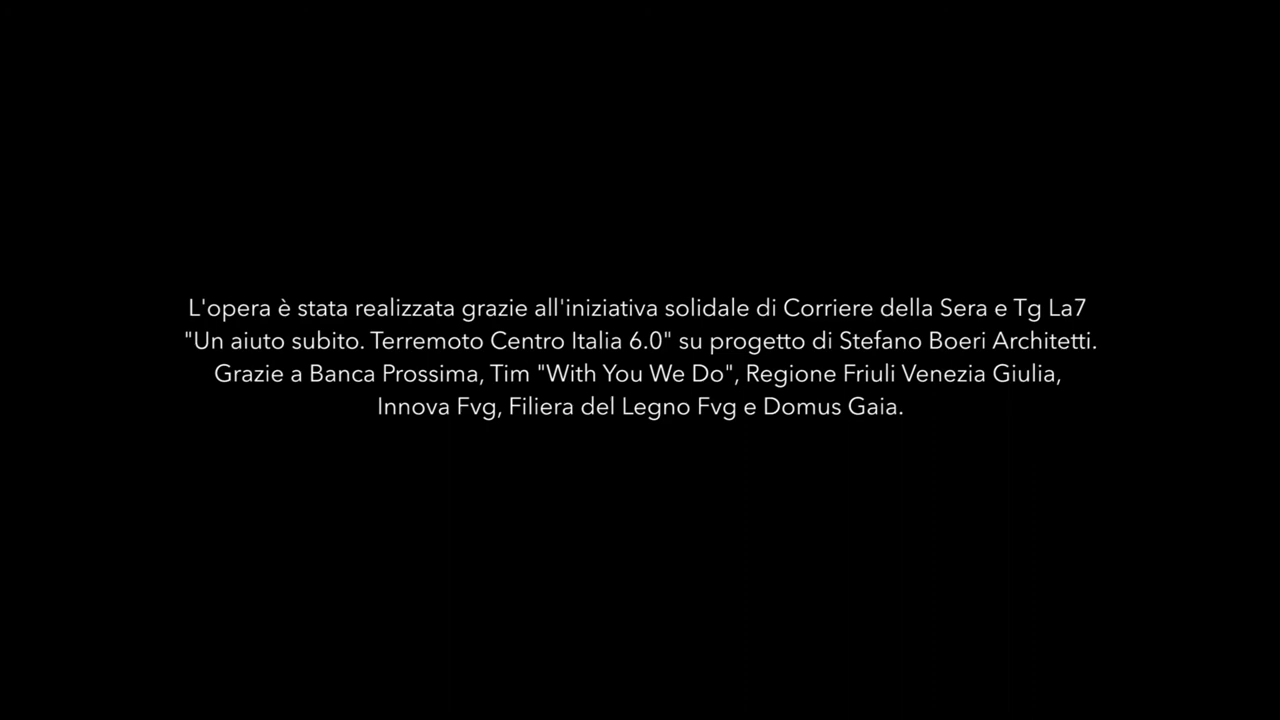 L'opera è stata realizzata grazie all'iniziativa solidale di Corriere della Sera e Tg La7
"Un aiuto subito. Terremoto Centro Italia 6.0" su progetto di Stefano Boeri Architetti.
Grazie a Banca Prossima, Tim "With You We Do", Regione Friuli Venezia Giulia,
Innova Fvg, Filiera del Legno Fvg e Domus Gaia.